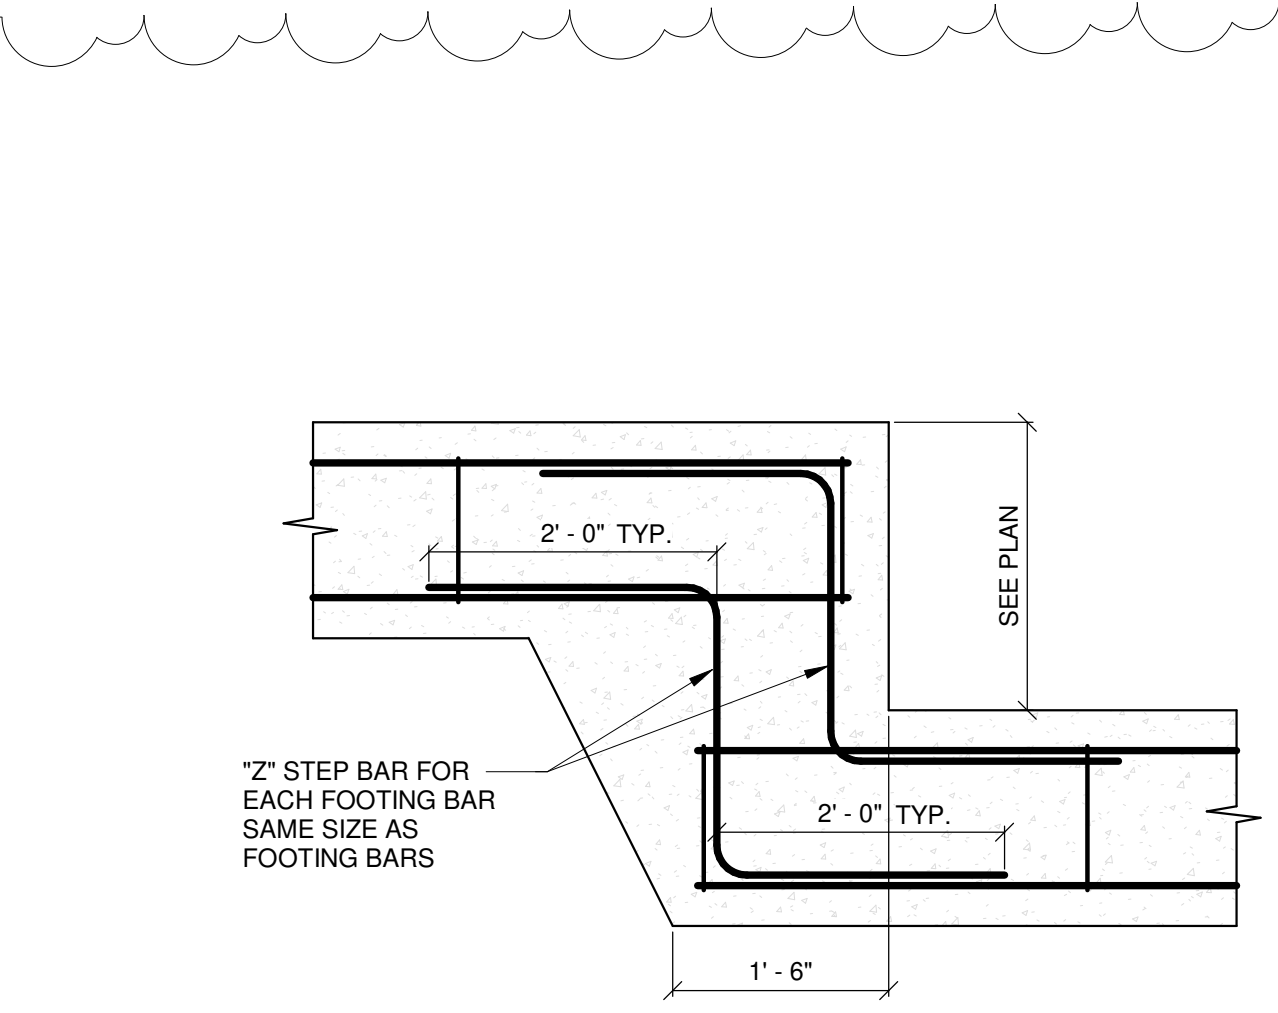 2' - 0" TYP.
SEE PLAN
"Z" STEP BAR FOR
EACH FOOTING BAR
SAME SIZE AS
FOOTING BARS
2' - 0" TYP.
1' - 6"